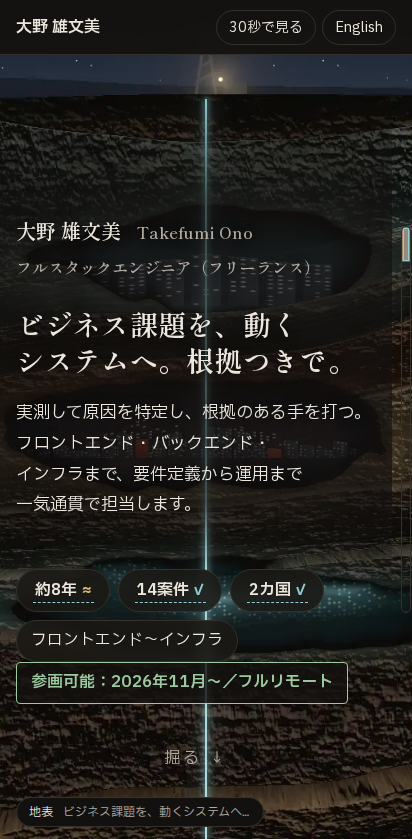 大野 雄文美
30秒で見る
English
大野 雄文美 Takefumi Ono
フルスタックエンジニア（フリーランス）
ビジネス課題を、動く
システムへ。根拠つきで。
実測して原因を特定し、根拠のある手を打つ。
フロントエンド・バックエンド・
インフラまで、要件定義から運用まで
一気通貫で担当します。
約8年 ≈
14案件 ✓
2カ国 ✓
フロントエンド〜インフラ
参画可能：2026年11月〜／フルリモート
掘る ↓
地表 ビジネス課題を、動くシステムへ…